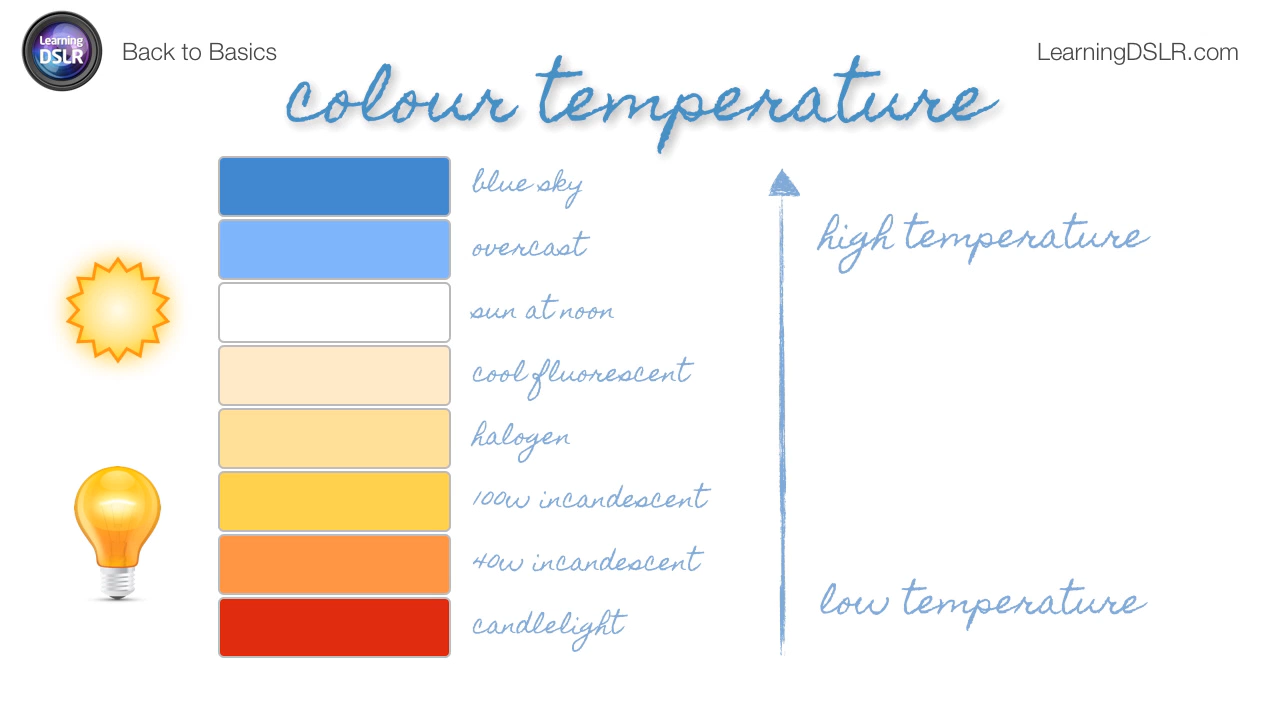 Learning
DSLR
Back to Basics
LearningDSLR.com
colour temperature
blue sky
overcast
sun at noon
cool fluorescent
halogen
100w incandescent
40w incandescent
candlelight
high temperature
low temperature